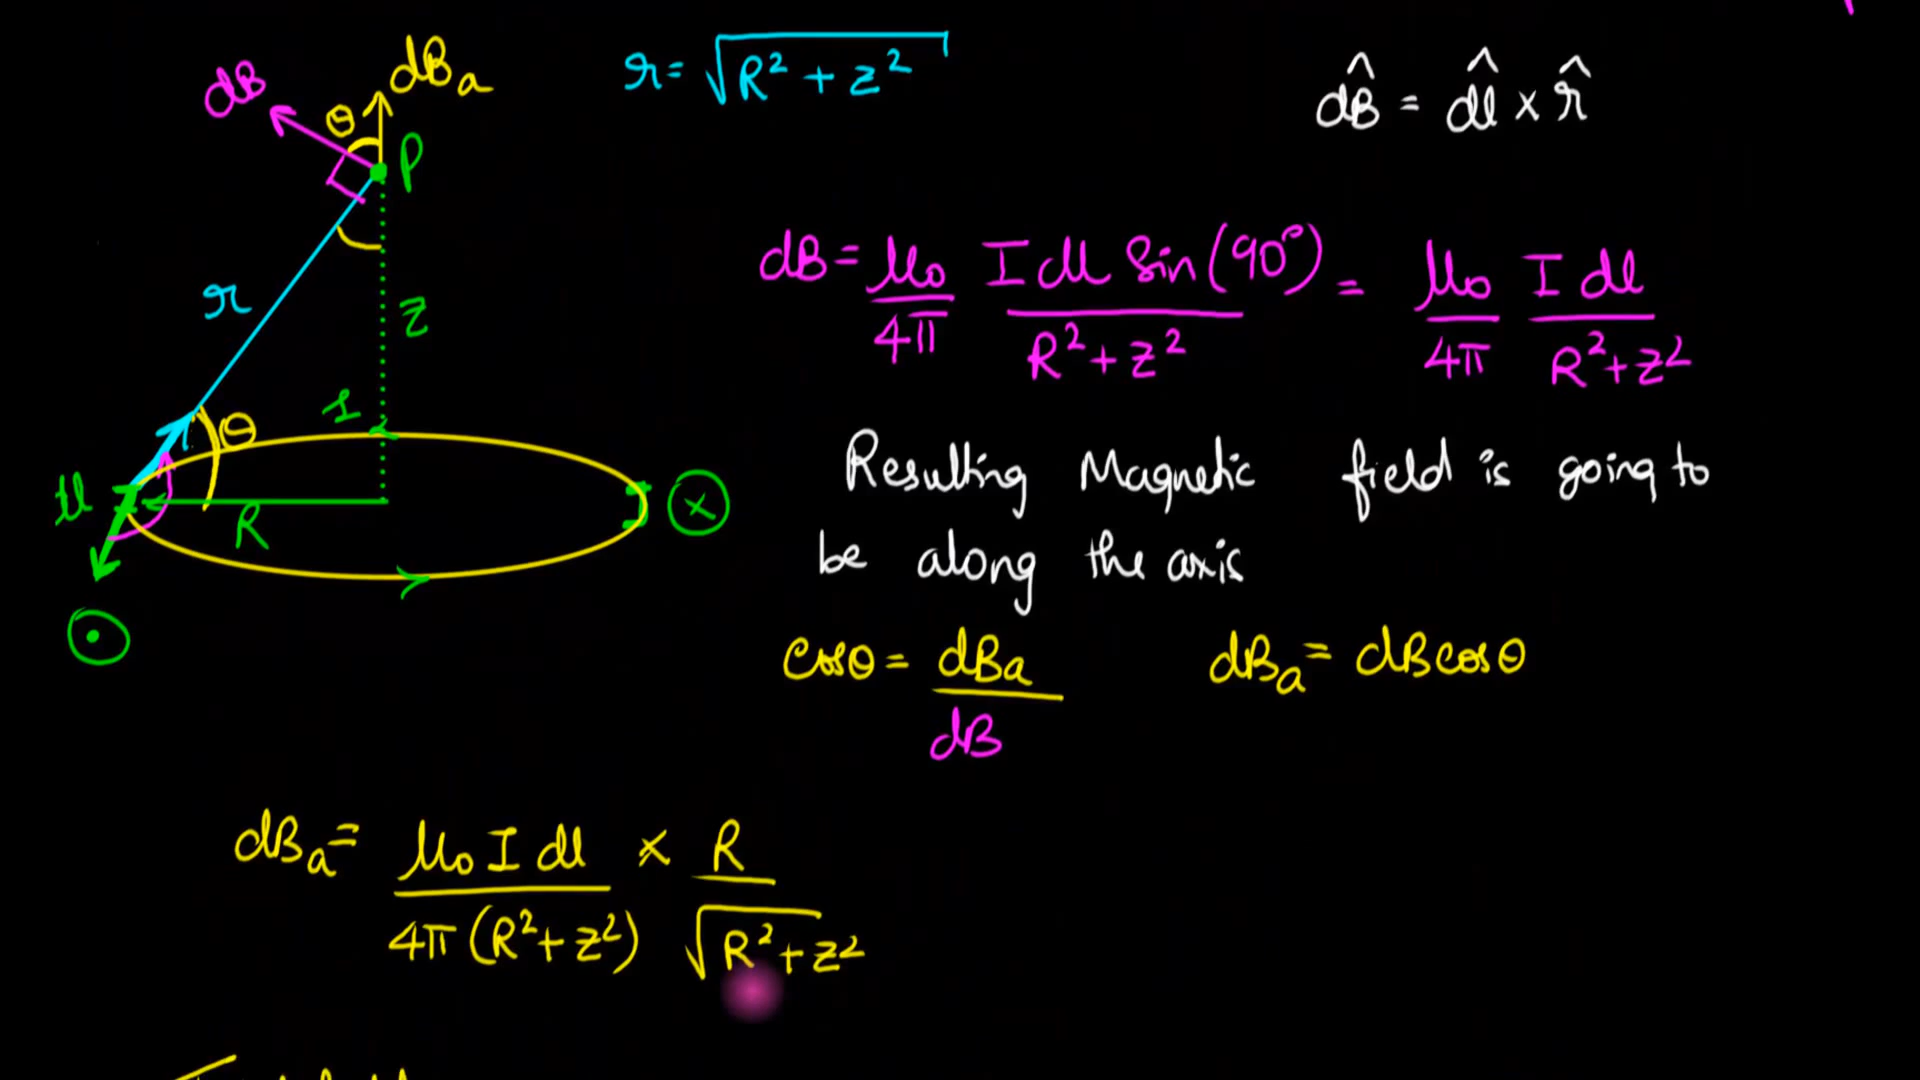 dB
dBa
θ
P
r = √(R² + z²)
d̂B = d̂l × r̂
r
z
dB = μ₀/4π I dl Sin(90°)/R² + z² = μ₀/4π I dl/R² + z²
I
θ
dl
R
Resulting Magnetic field is going to
be along the axis
Cosθ = dBa/dB
dBa = dBcosθ
dBa = μ₀ I dl/4π (R² + z²) × R/√R² + z²